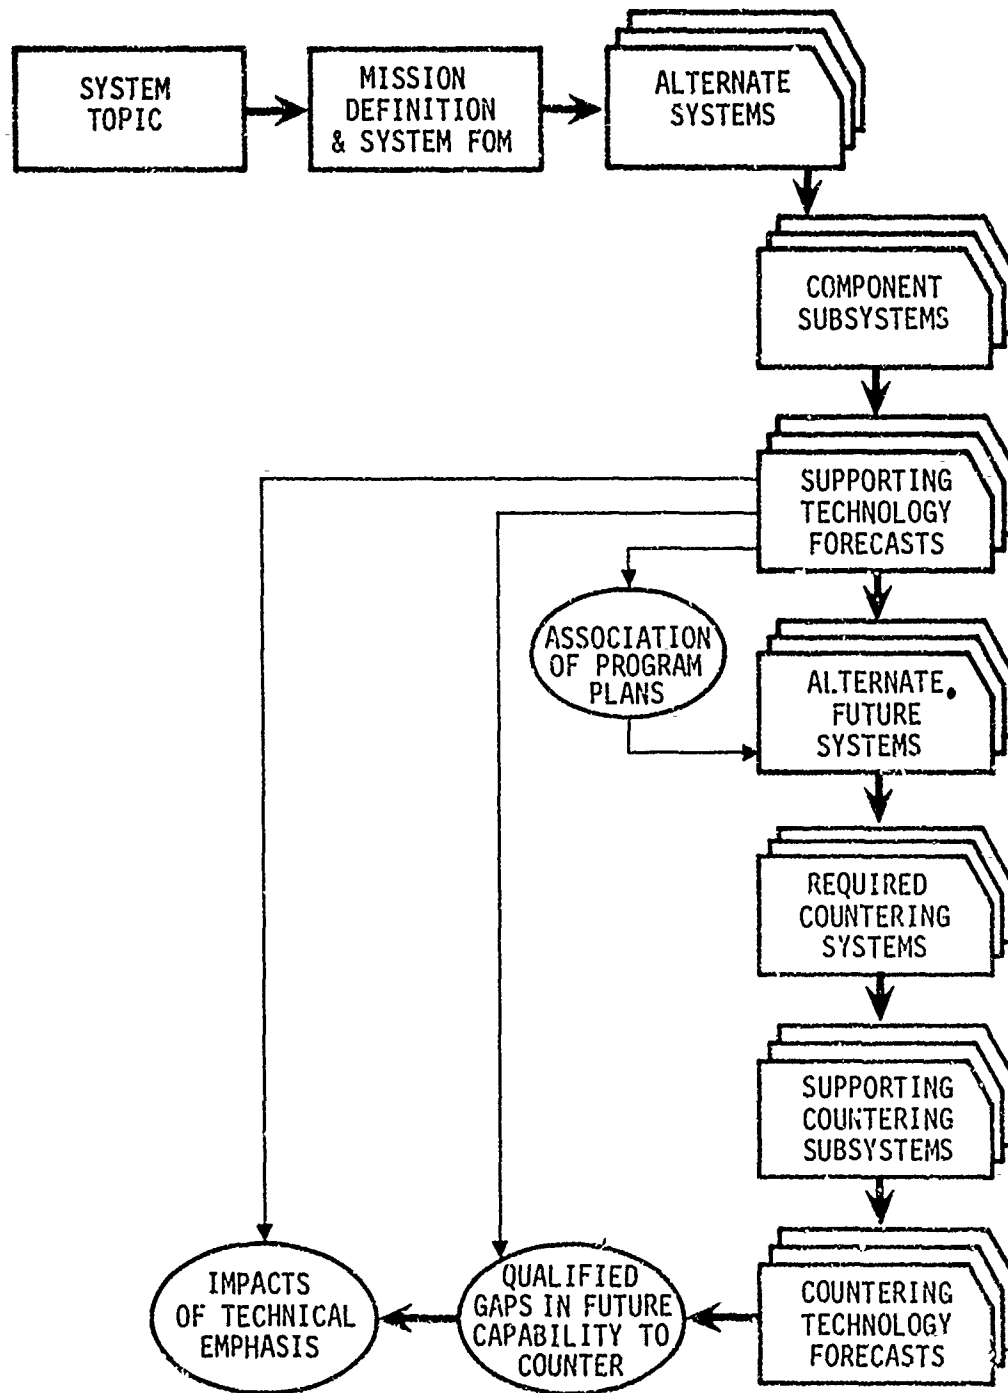 SYSTEM
TOPIC
MISSION
DEFINITION
& SYSTEM FOM
ALTERNATE
SYSTEMS
COMPONENT
SUBSYSTEMS
SUPPORTING
TECHNOLOGY
FORECASTS
ASSOCIATION
OF PROGRAM
PLANS
ALTERNATE
FUTURE
SYSTEMS
REQUIRED
COUNTERING
SYSTEMS
SUPPORTING
COUNTERING
SUBSYSTEMS
IMPACTS
OF TECHNICAL
EMPHASIS
QUALIFIED
GAPS IN FUTURE
CAPABILITY TO
COUNTER
COUNTERING
TECHNOLOGY
FORECASTS